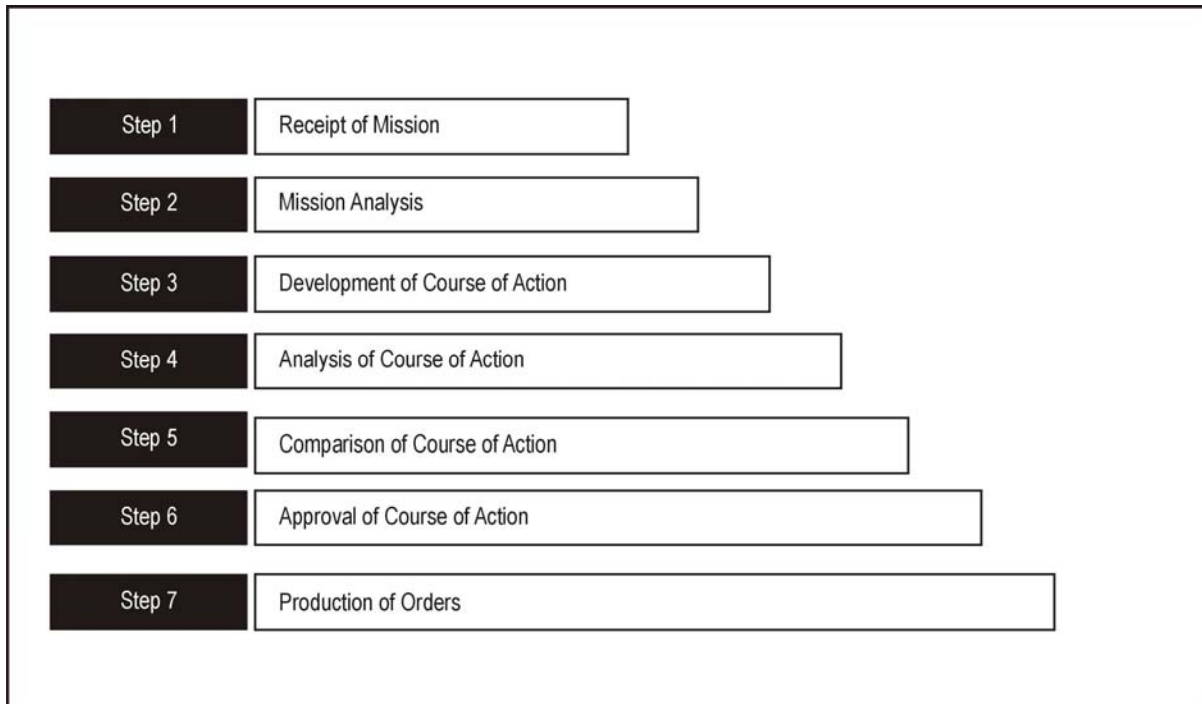 Step 1 Receipt of Mission
Step 2 Mission Analysis
Step 3 Development of Course of Action
Step 4 Analysis of Course of Action
Step 5 Comparison of Course of Action
Step 6 Approval of Course of Action
Step 7 Production of Orders